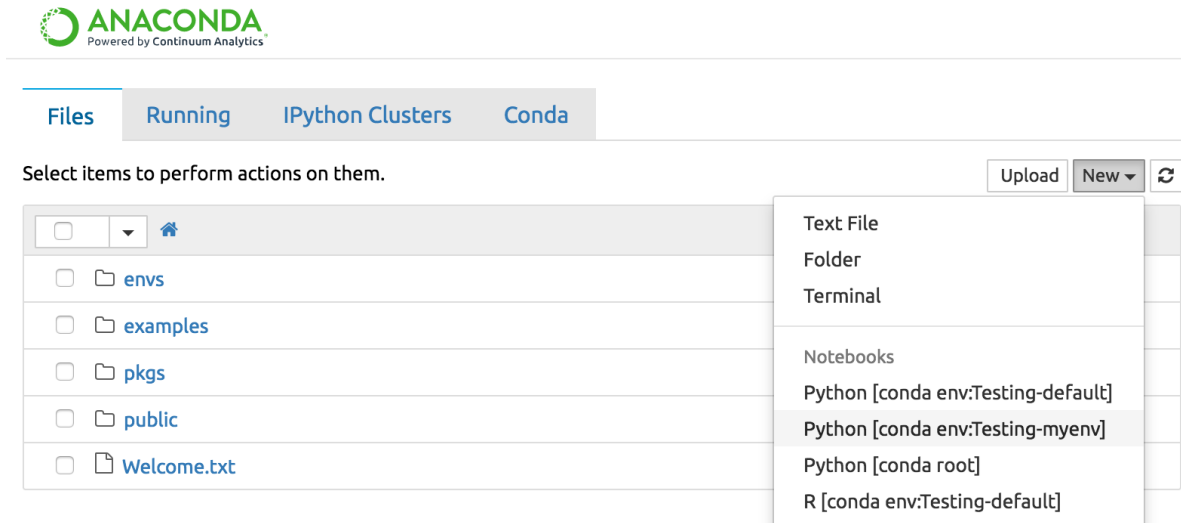 ANACONDA
Powered by Continuum Analytics
Files Running IPython Clusters Conda
Select items to perform actions on them.
Upload New
envs
examples
pkgs
public
Welcome.txt
Text File
Folder
Terminal
Notebooks
Python [conda env:Testing-default]
Python [conda env:Testing-myenv]
Python [conda root]
R [conda env:Testing-default]